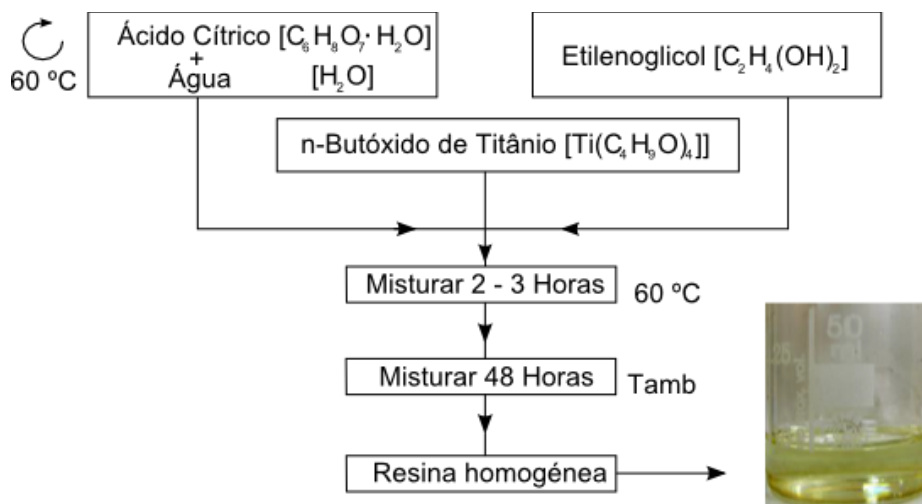 Ácido Cítrico [C₆H₈O₇· H₂O]
+
Água [H₂O]
60 ºC
Etilenoglicol [C₂H₄(OH)₂]
n-Butóxido de Titânio [Ti(C₄H₉O)₄]]
Misturar 2 - 3 Horas
60 ºC
Misturar 48 Horas
Tamb
Resina homogénea
50
25